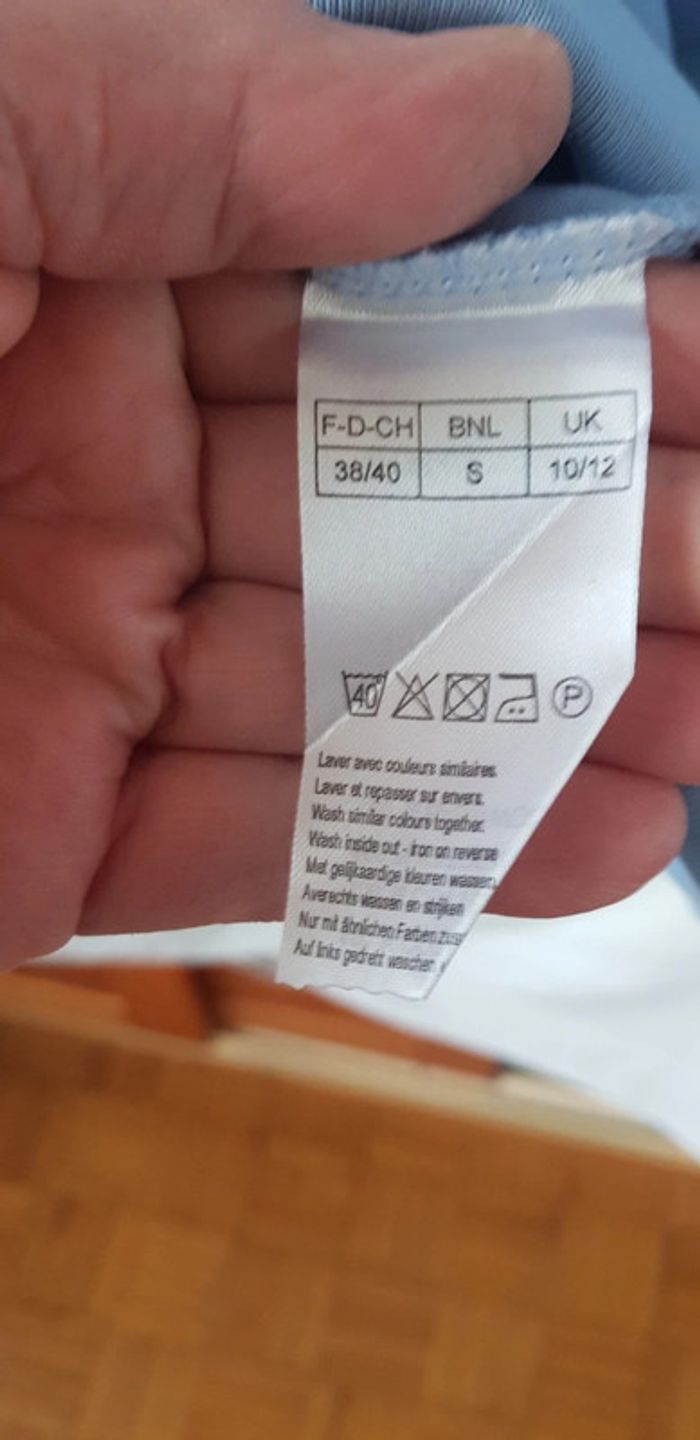 F-D-CH BNL UK
38/40 S 10/12
40 P
Laver avec couleurs similaires.
Laver et repasser sur envers.
Wash similar colours together.
Wash inside out - iron on reverse
Met gelijkaardige kleuren wassen.
Averechts wassen en strijken
Nur mit ähnlichen Farben
Auf links gedreht waschen